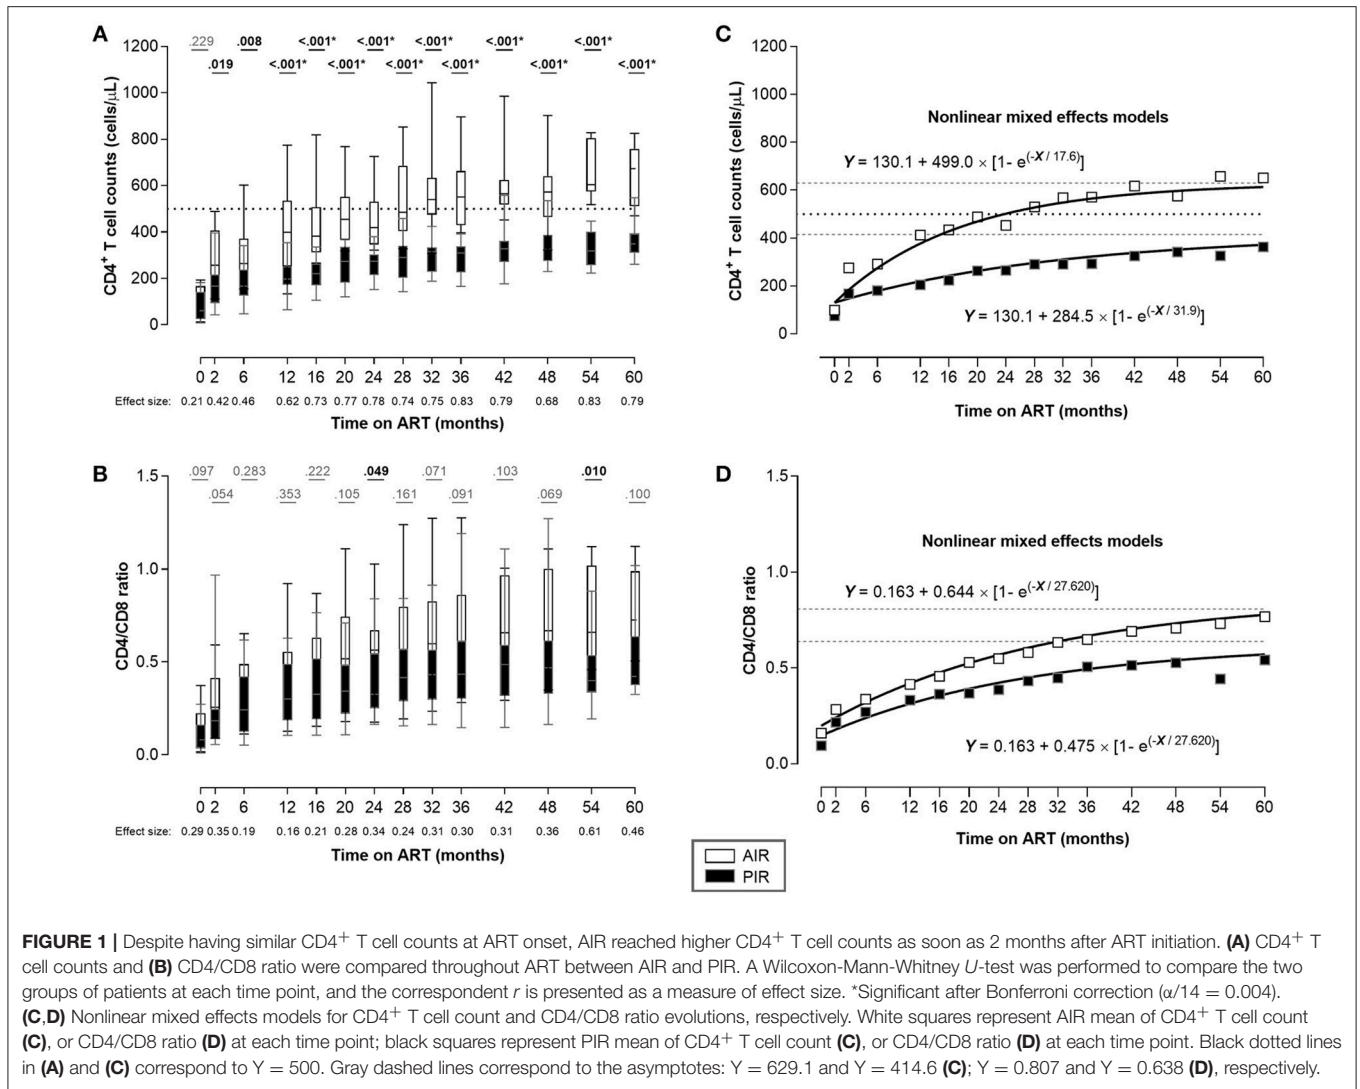 A
1200
1000
800
600
400
200
0
CD4+ T cell counts (cells/μL)
.229 .008 <.001* <.001* <.001* <.001* <.001*
.019 <.001* <.001* <.001* <.001* <.001* <.001*
0 2 6 12 16 20 24 28 32 36 42 48 54 60
Effect size: 0.21 0.42 0.46 0.62 0.73 0.77 0.78 0.74 0.75 0.83 0.79 0.68 0.83 0.79
Time on ART (months)
C
1200
1000
800
600
400
200
0
CD4+ T cell counts (cells/μL)
Nonlinear mixed effects models
Y = 130.1 + 499.0 × [1- e(-X / 17.6)]
Y = 130.1 + 284.5 × [1- e(-X / 31.9)]
0 2 6 12 16 20 24 28 32 36 42 48 54 60
Time on ART (months)
B
1.5
1.0
0.5
0.0
CD4/CD8 ratio
.097 0.283 .222 .049 .071 .103 .010
.054 .353 .105 .161 .091 .069 .100
0 2 6 12 16 20 24 28 32 36 42 48 54 60
Effect size: 0.29 0.35 0.19 0.16 0.21 0.28 0.34 0.24 0.31 0.30 0.31 0.36 0.61 0.46
Time on ART (months)
D
1.5
1.0
0.5
0.0
CD4/CD8 ratio
Nonlinear mixed effects models
Y = 0.163 + 0.644 × [1- e(-X / 27.620)]
Y = 0.163 + 0.475 × [1- e(-X / 27.620)]
0 2 6 12 16 20 24 28 32 36 42 48 54 60
Time on ART (months)
AIR
PIR
FIGURE 1 | Despite having similar CD4+ T cell counts at ART onset, AIR reached higher CD4+ T cell counts as soon as 2 months after ART initiation. (A) CD4+ T
cell counts and (B) CD4/CD8 ratio were compared throughout ART between AIR and PIR. A Wilcoxon-Mann-Whitney U-test was performed to compare the two
groups of patients at each time point, and the correspondent r is presented as a measure of effect size. *Significant after Bonferroni correction (α/14 = 0.004).
(C,D) Nonlinear mixed effects models for CD4+ T cell count and CD4/CD8 ratio evolutions, respectively. White squares represent AIR mean of CD4+ T cell count
(C), or CD4/CD8 ratio (D) at each time point; black squares represent PIR mean of CD4+ T cell count (C), or CD4/CD8 ratio (D) at each time point. Black dotted lines
in (A) and (C) correspond to Y = 500. Gray dashed lines correspond to the asymptotes: Y = 629.1 and Y = 414.6 (C); Y = 0.807 and Y = 0.638 (D), respectively.